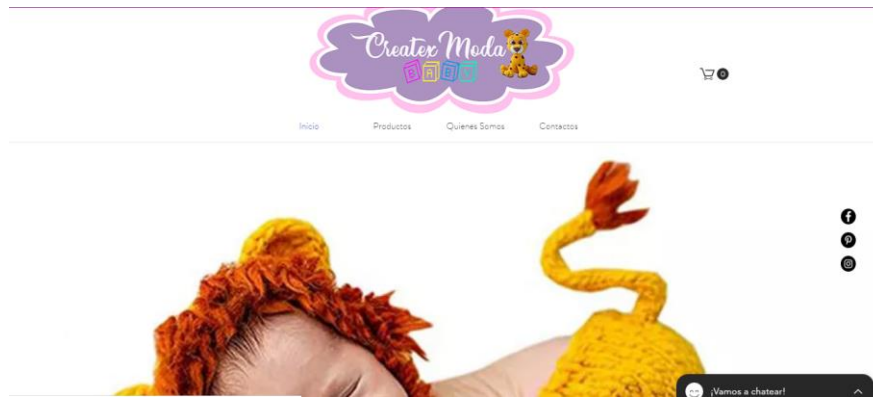 Createx Moda
BABY
0
Inicio
Productos
Quienes Somos
Contactos
¡Vamos a chatear!